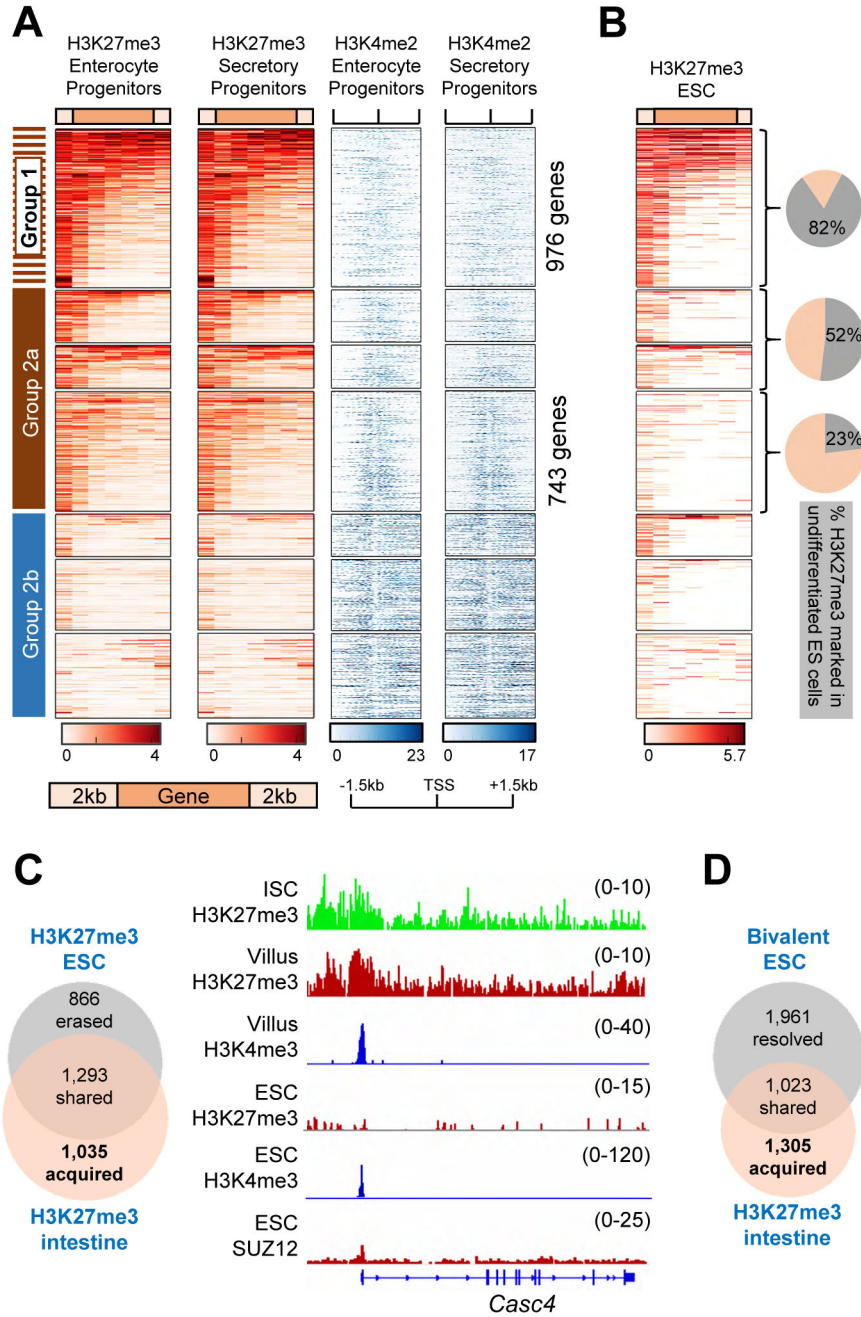 A
H3K27me3
Enterocyte
Progenitors
H3K27me3
Secretory
Progenitors
H3K4me2
Enterocyte
Progenitors
H3K4me2
Secretory
Progenitors
Group 1
Group 2a
Group 2b
976 genes
743 genes
0 4
0 4
0 23
0 17
2kb Gene 2kb
-1.5kb TSS +1.5kb
B
H3K27me3
ESC
82%
52%
23%
% H3K27me3 marked in
undifferentiated ES cells
0 5.7
C
H3K27me3
ESC
866
erased
1,293
shared
1,035
acquired
H3K27me3
intestine
ISC
H3K27me3
(0-10)
Villus
H3K27me3
(0-10)
Villus
H3K4me3
(0-40)
ESC
H3K27me3
(0-15)
ESC
H3K4me3
(0-120)
ESC
SUZ12
(0-25)
Casc4
D
Bivalent
ESC
1,961
resolved
1,023
shared
1,305
acquired
H3K27me3
intestine